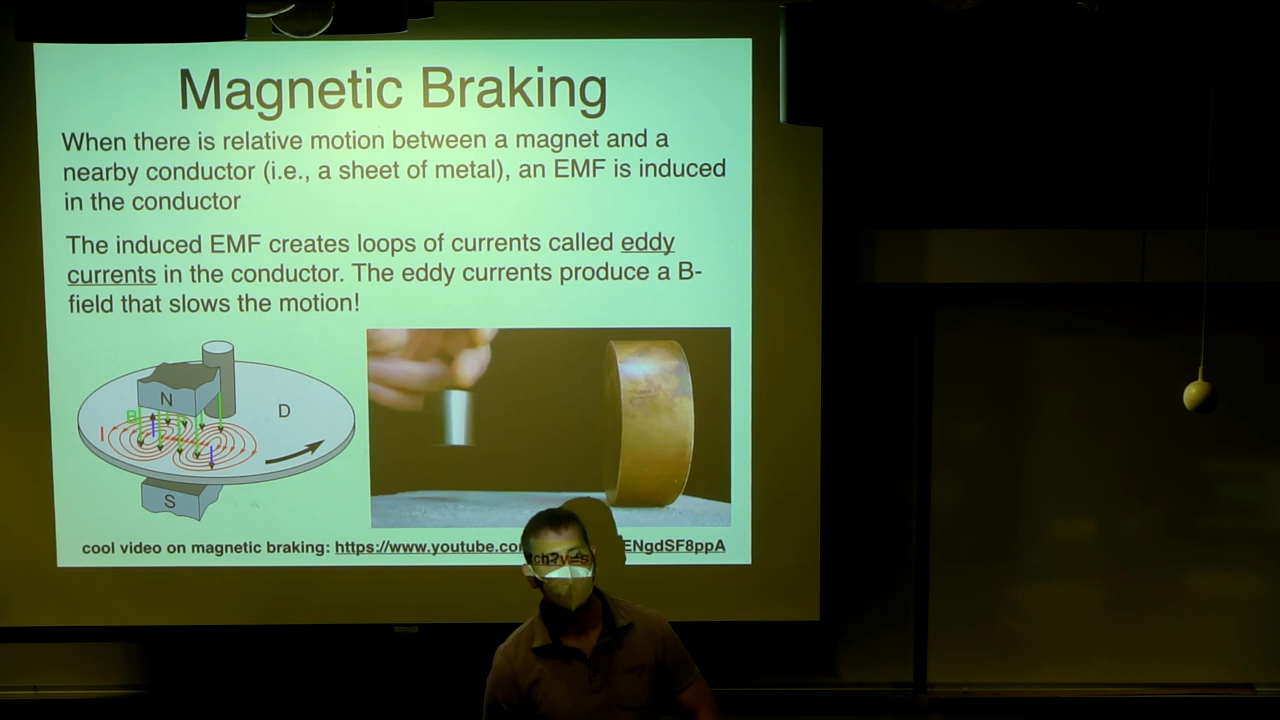 Magnetic Braking
When there is relative motion between a magnet and a
nearby conductor (i.e., a sheet of metal), an EMF is induced
in the conductor
The induced EMF creates loops of currents called eddy
currents in the conductor. The eddy currents produce a B-
field that slows the motion!
N
D
B
I
I
I
S
cool video on magnetic braking: https://www.youtube.co ch?v=s ENgdSF8ppA